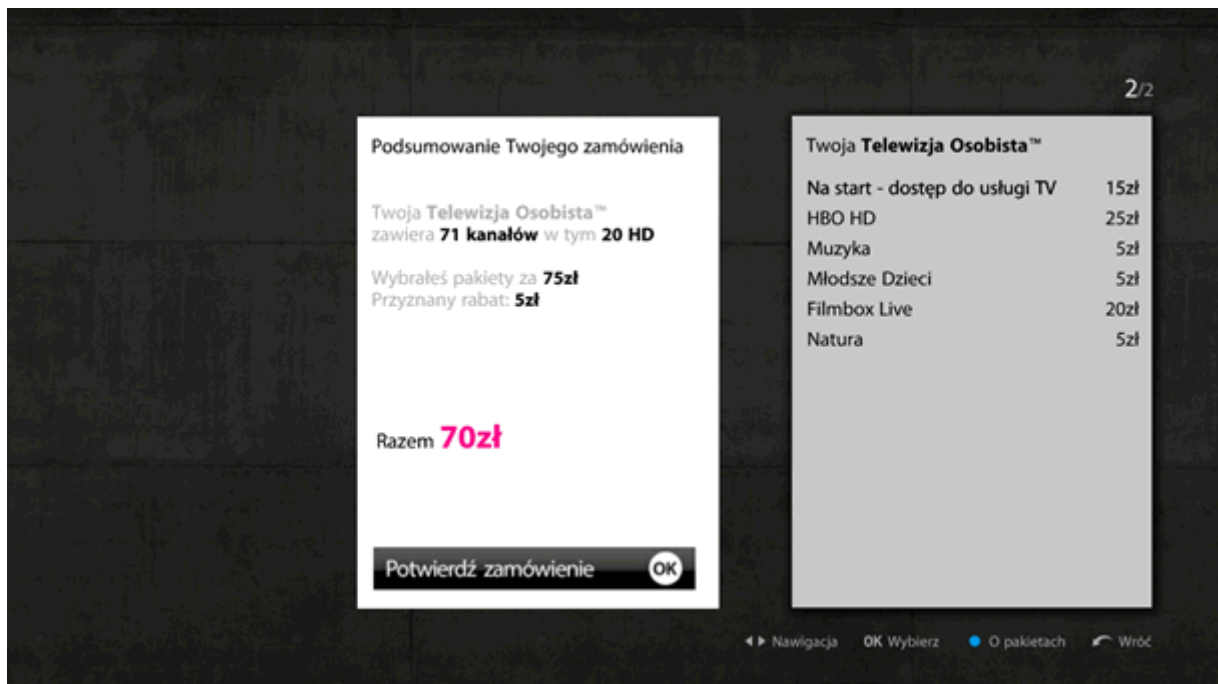 2/2
Podsumowanie Twojego zamówienia
Twoja Telewizja Osobista™
zawiera 71 kanałów w tym 20 HD
Wybrałeś pakiety za 75zł
Przyznany rabat: 5zł
Razem 70zł
Potwierdź zamówienie OK
Twoja Telewizja Osobista™
Na start - dostęp do usługi TV 15zł
HBO HD 25zł
Muzyka 5zł
Młodsze Dzieci 5zł
Filmbox Live 20zł
Natura 5zł
Nawigacja OK Wybierz O pakietach Wróć